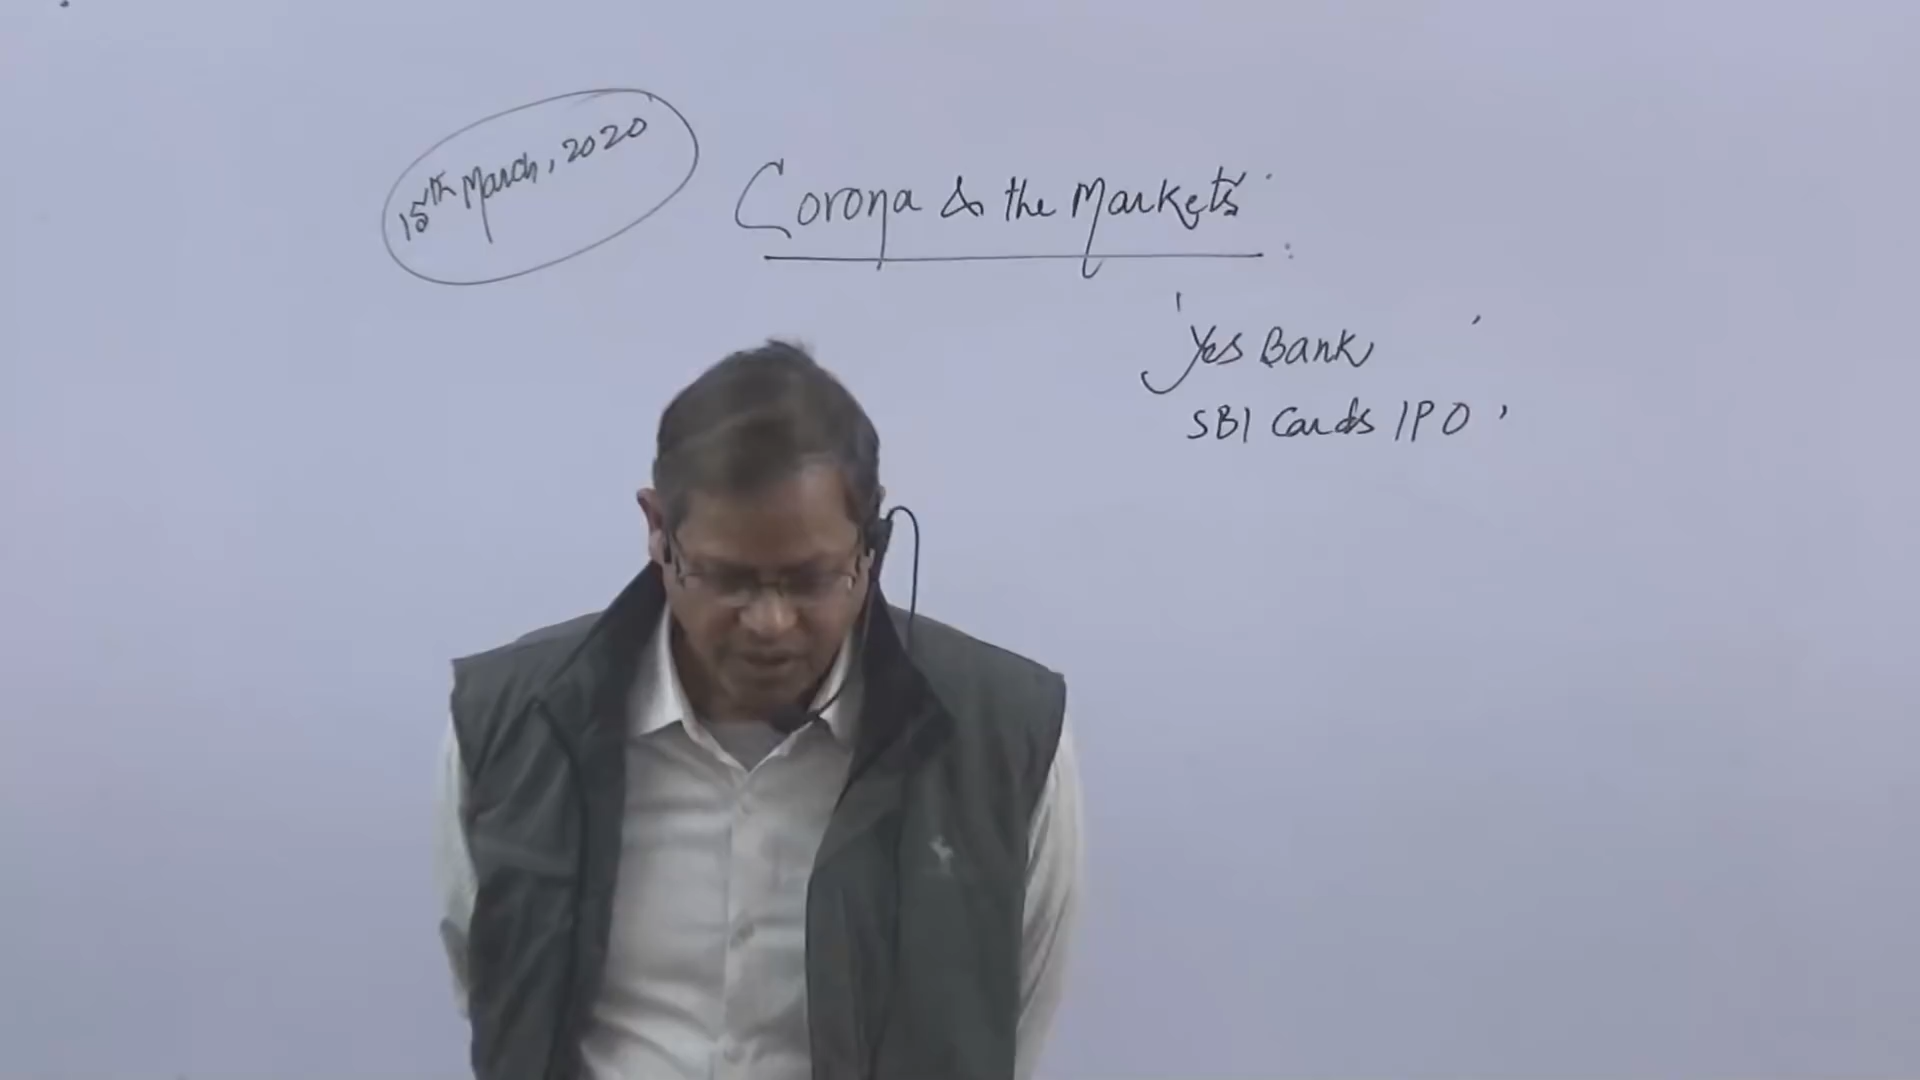 15th March, 2020
Corona & the Markets
Yes Bank
SBI Cards IPO